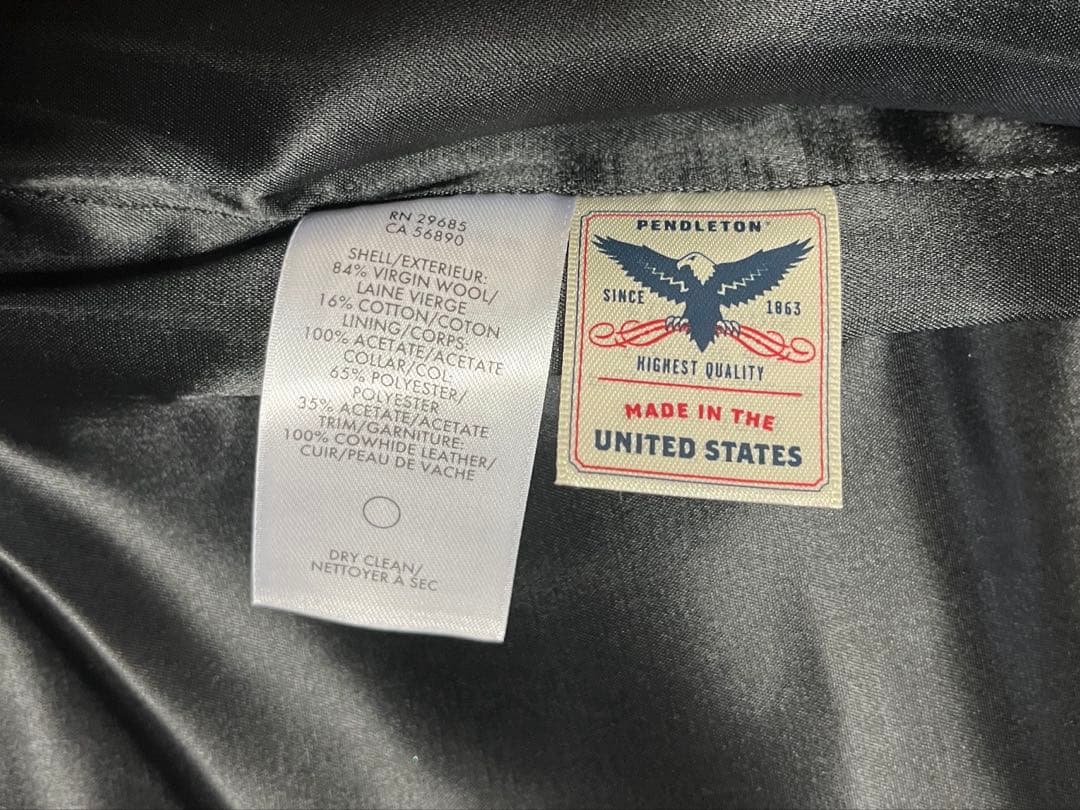 RN 29685
CA 56890
SHELL/EXTERIEUR:
84% VIRGIN WOOL/
LAINE VIERGE
16% COTTON/COTON
LINING/CORPS:
100% ACETATE/ACETATE
COLLAR/COL:
65% POLYESTER/
POLYESTER
35% ACETATE/ACETATE
TRIM/GARNITURE:
100% COWHIDE LEATHER/
CUIR/PEAU DE VACHE
DRY CLEAN/
NETTOYER A SEC
PENDLETON
SINCE 1863
HIGHEST QUALITY
MADE IN THE
UNITED STATES